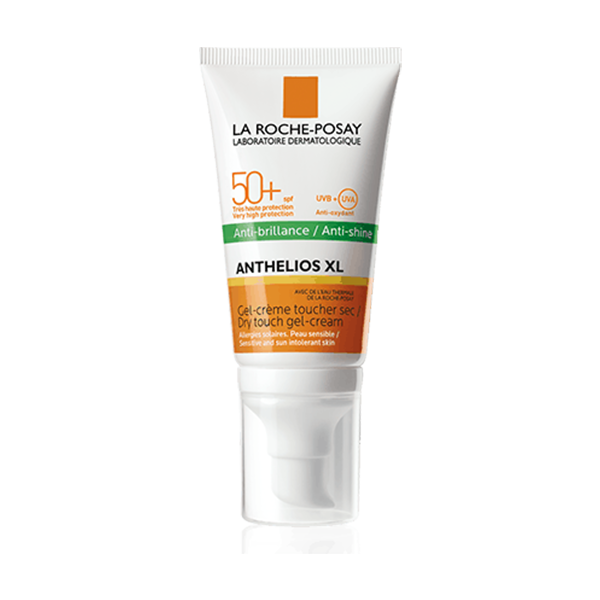 LA ROCHE-POSAY
LABORATOIRE DERMATOLOGIQUE
50+ spf
Très haute protection
Very high protection
UVB + UVA
Anti-oxydant
Anti-brillance / Anti-shine
ANTHELIOS XL
AVEC DE L'EAU THERMALE
DE LA ROCHE-POSAY
Gel-crème toucher sec /
Dry touch gel-cream
Allergies solaires. Peau sensible /
Sensitive and sun intolerant skin